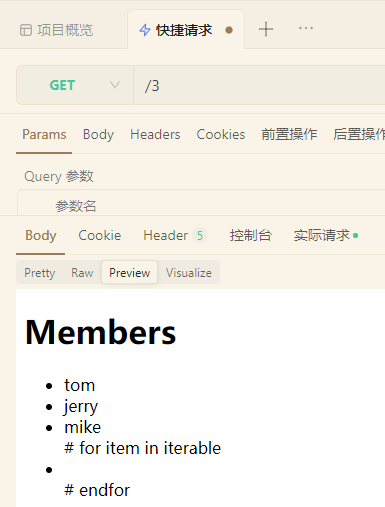 项目概览 快捷请求
GET /3
Params Body Headers Cookies 前置操作 后置操作
Query 参数
参数名
Body Cookie Header 5 控制台 实际请求
Pretty Raw Preview Visualize
Members
tom
jerry
mike
# for item in iterable
# endfor